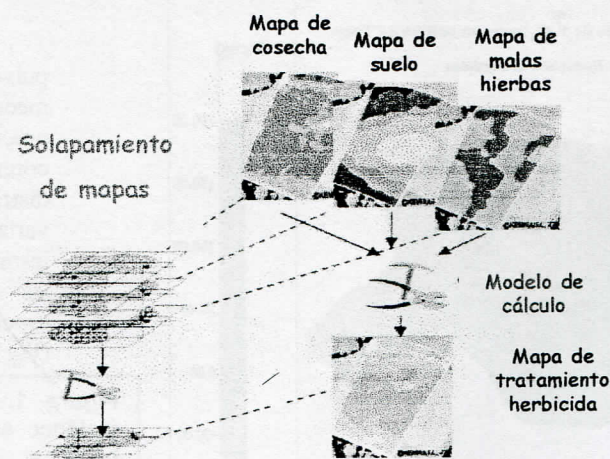 Mapa de
cosecha
Mapa de
suelo
Mapa de
malas
hierbas
Solapamiento
de mapas
Modelo de
cálculo
Mapa de
tratamiento
herbicida